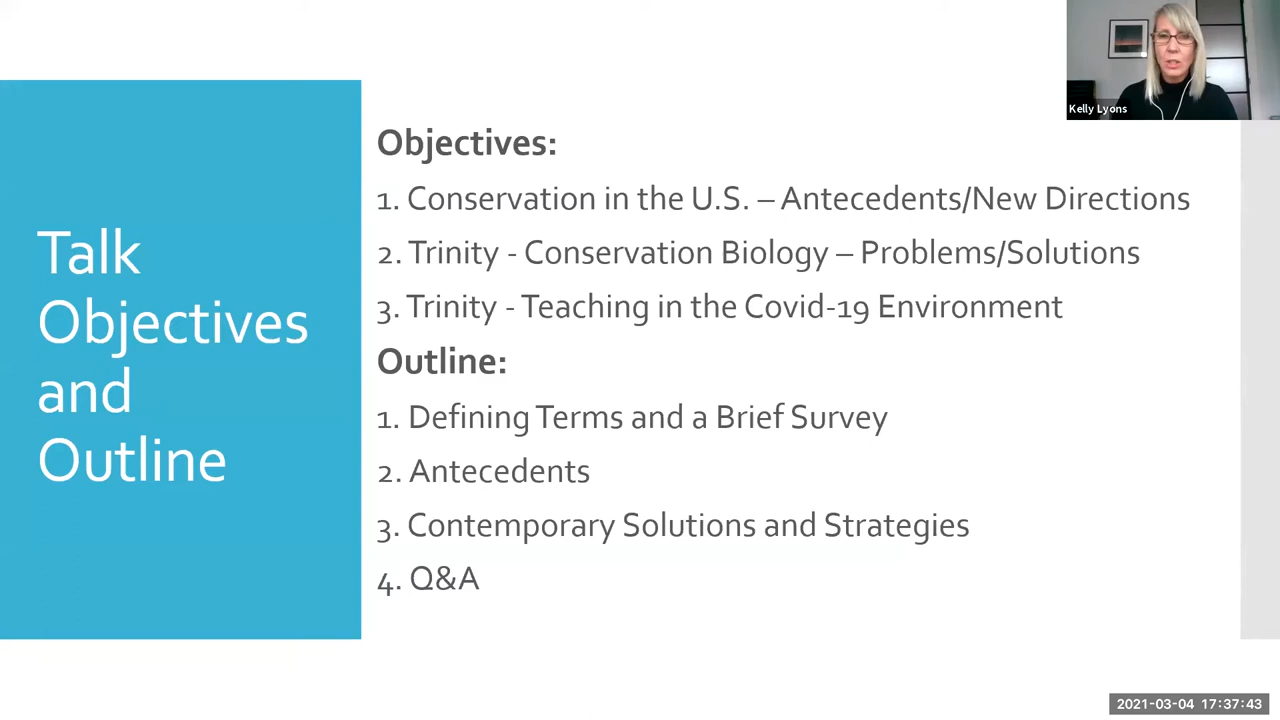 Talk
Objectives
and
Outline
Objectives:
1. Conservation in the U.S. – Antecedents/New Directions
2. Trinity - Conservation Biology – Problems/Solutions
3. Trinity - Teaching in the Covid-19 Environment
Outline:
1. Defining Terms and a Brief Survey
2. Antecedents
3. Contemporary Solutions and Strategies
4. Q&A
Kelly Lyons
2021-03-04 17:37:43